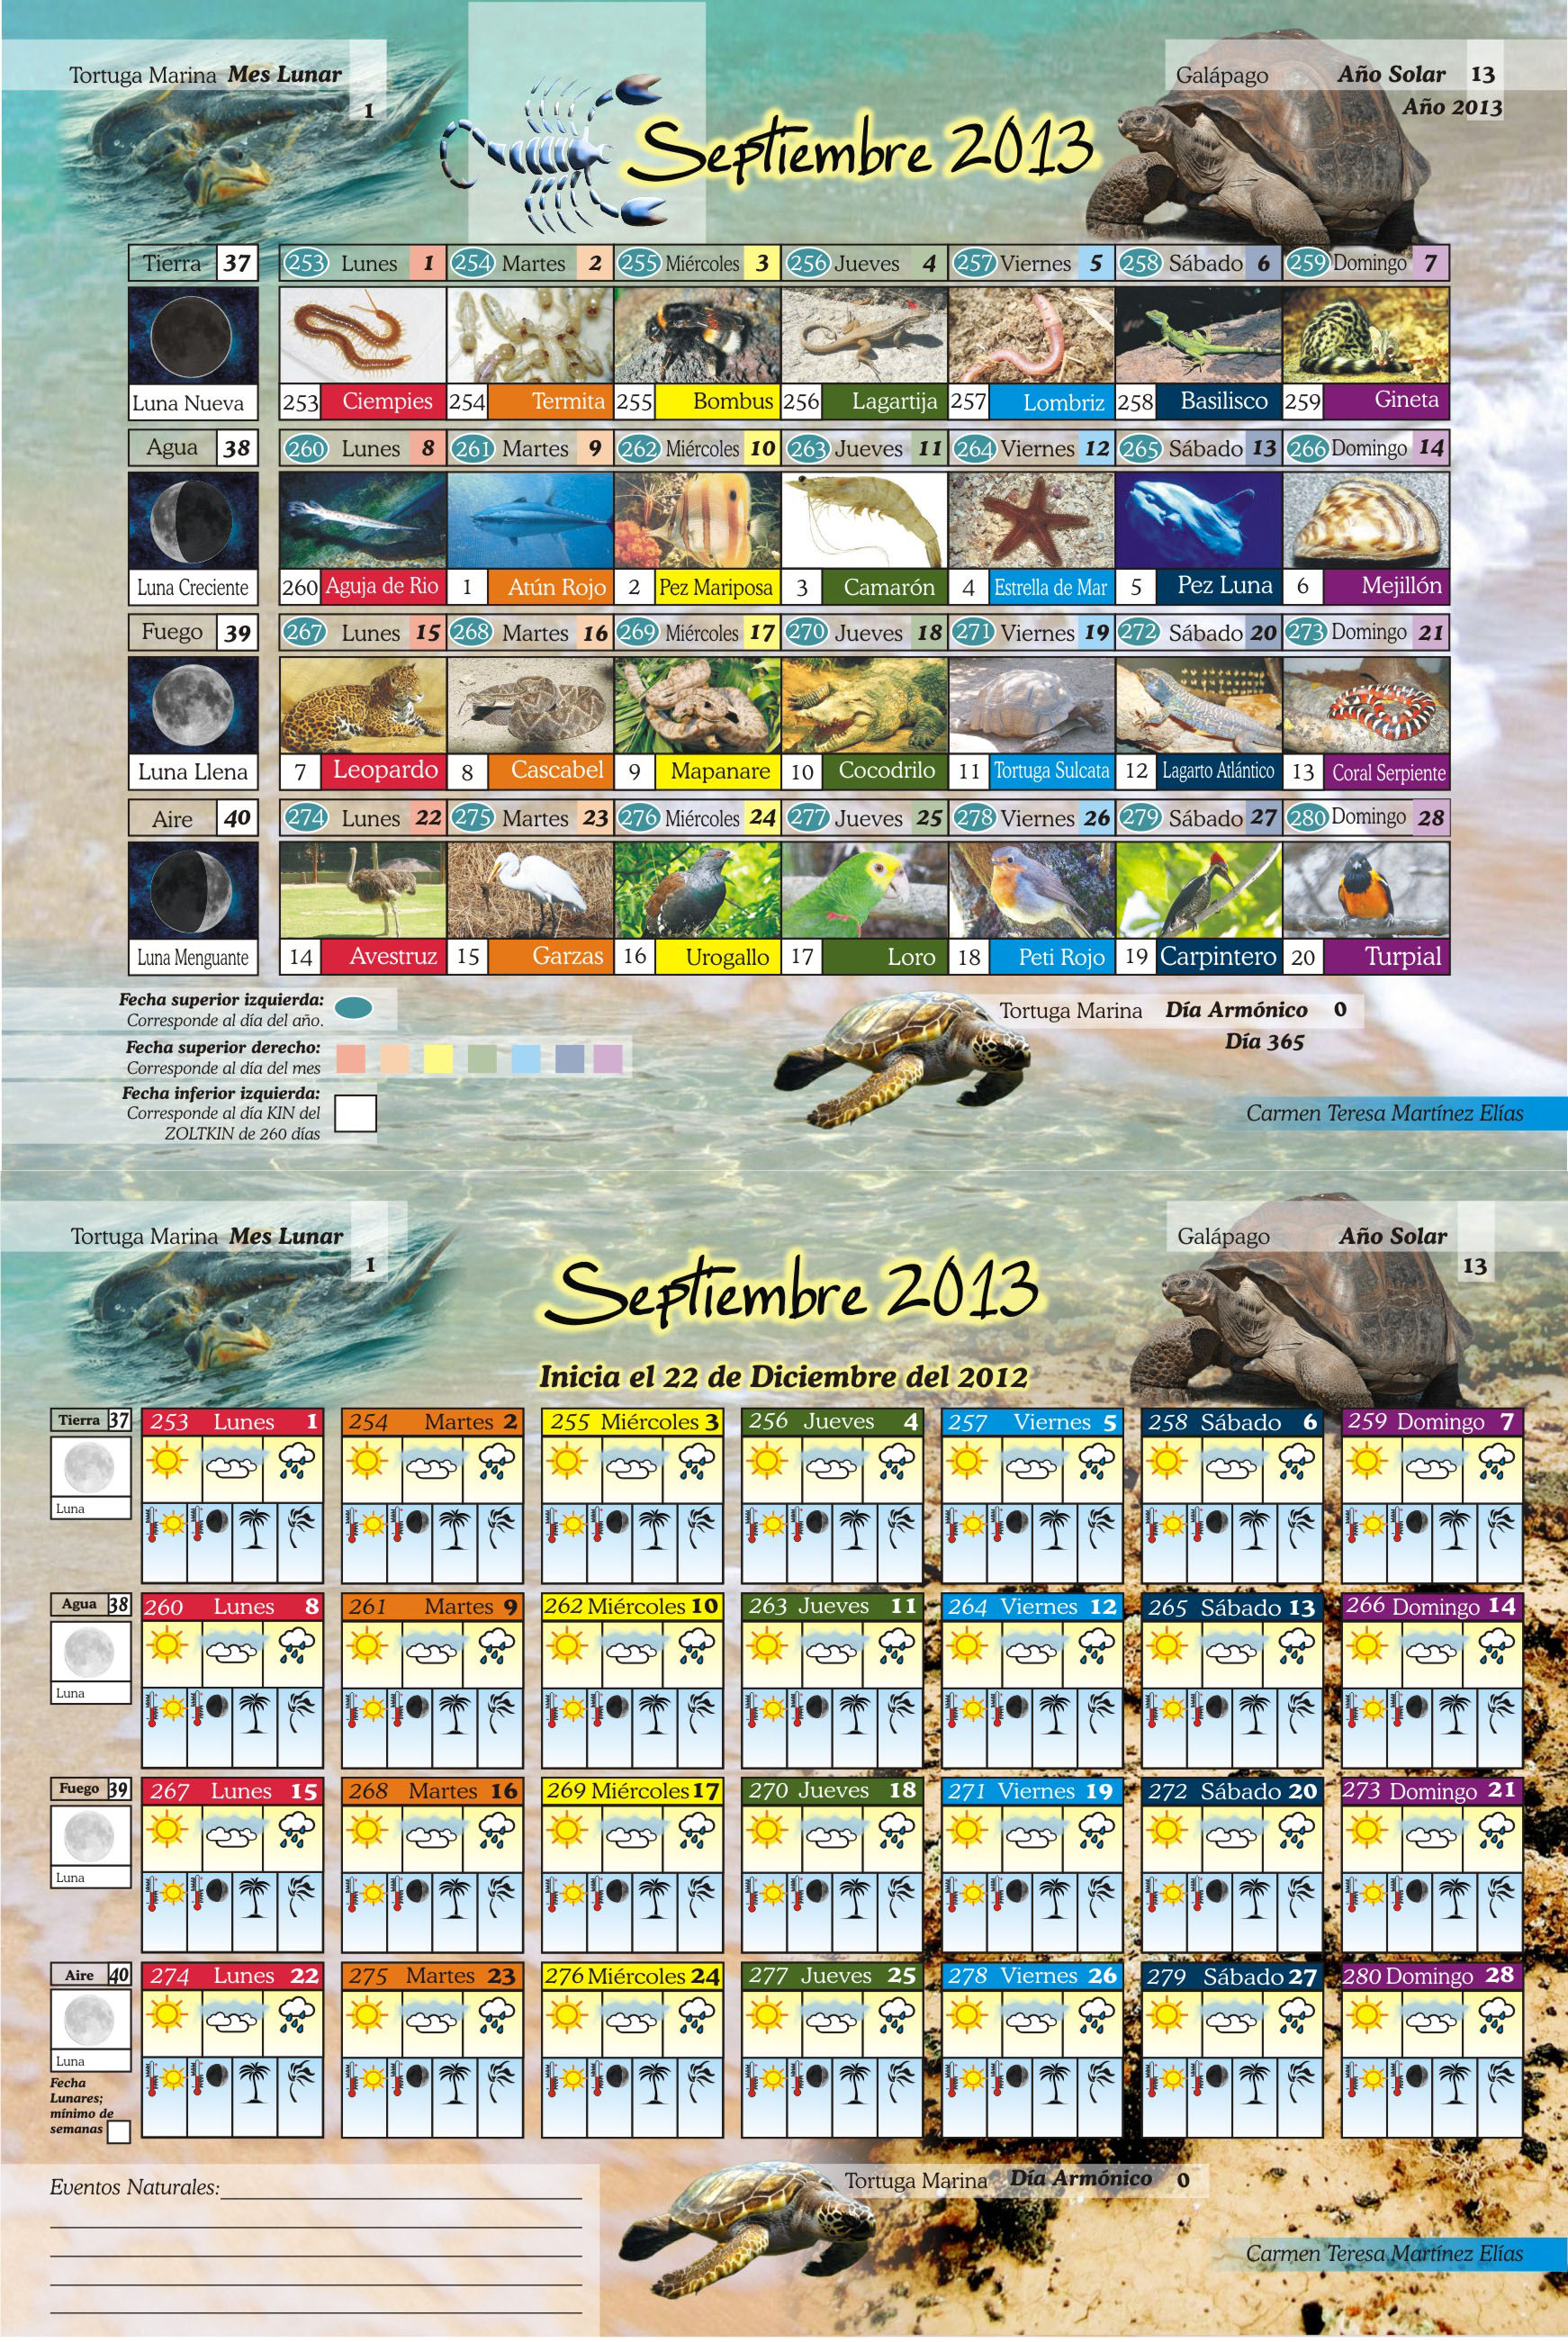 Tortuga Marina Mes Lunar
1
Septiembre 2013
Galápago Año Solar 13
Año 2013
Tierra 37 253 Lunes 1 254 Martes 2 255 Miércoles 3 256 Jueves 4 257 Viernes 5 258 Sábado 6 259 Domingo 7
Luna Nueva 253 Ciempies 254 Termita 255 Bombus 256 Lagartija 257 Lombriz 258 Basilisco 259 Gineta
Agua 38 260 Lunes 8 261 Martes 9 262 Miércoles 10 263 Jueves 11 264 Viernes 12 265 Sábado 13 266 Domingo 14
Luna Creciente 260 Aguja de Rio 1 Atún Rojo 2 Pez Mariposa 3 Camarón 4 Estrella de Mar 5 Pez Luna 6 Mejillón
Fuego 39 267 Lunes 15 268 Martes 16 269 Miércoles 17 270 Jueves 18 271 Viernes 19 272 Sábado 20 273 Domingo 21
Luna Llena 7 Leopardo 8 Cascabel 9 Mapanare 10 Cocodrilo 11 Tortuga Sulcata 12 Lagarto Atlántico 13 Coral Serpiente
Aire 40 274 Lunes 22 275 Martes 23 276 Miércoles 24 277 Jueves 25 278 Viernes 26 279 Sábado 27 280 Domingo 28
Luna Menguante 14 Avestruz 15 Garzas 16 Urogallo 17 Loro 18 Peti Rojo 19 Carpintero 20 Turpial
Fecha superior izquierda:
Corresponde al día del año.
Fecha superior derecho:
Corresponde al día del mes
Fecha inferior izquierda:
Corresponde al día KIN del
ZOLTKIN de 260 días
Tortuga Marina Día Armónico 0
Día 365
Carmen Teresa Martínez Elías
Tortuga Marina Mes Lunar
1
Septiembre 2013
Inicia el 22 de Diciembre del 2012
Galápago Año Solar
13
Tierra 37 253 Lunes 1 254 Martes 2 255 Miércoles 3 256 Jueves 4 257 Viernes 5 258 Sábado 6 259 Domingo 7
Luna
Agua 38 260 Lunes 8 261 Martes 9 262 Miércoles 10 263 Jueves 11 264 Viernes 12 265 Sábado 13 266 Domingo 14
Luna
Fuego 39 267 Lunes 15 268 Martes 16 269 Miércoles 17 270 Jueves 18 271 Viernes 19 272 Sábado 20 273 Domingo 21
Luna
Aire 40 274 Lunes 22 275 Martes 23 276 Miércoles 24 277 Jueves 25 278 Viernes 26 279 Sábado 27 280 Domingo 28
Luna
Fecha
Lunares;
mínimo de
semanas
Eventos Naturales:
Tortuga Marina Día Armónico 0
Carmen Teresa Martínez Elías